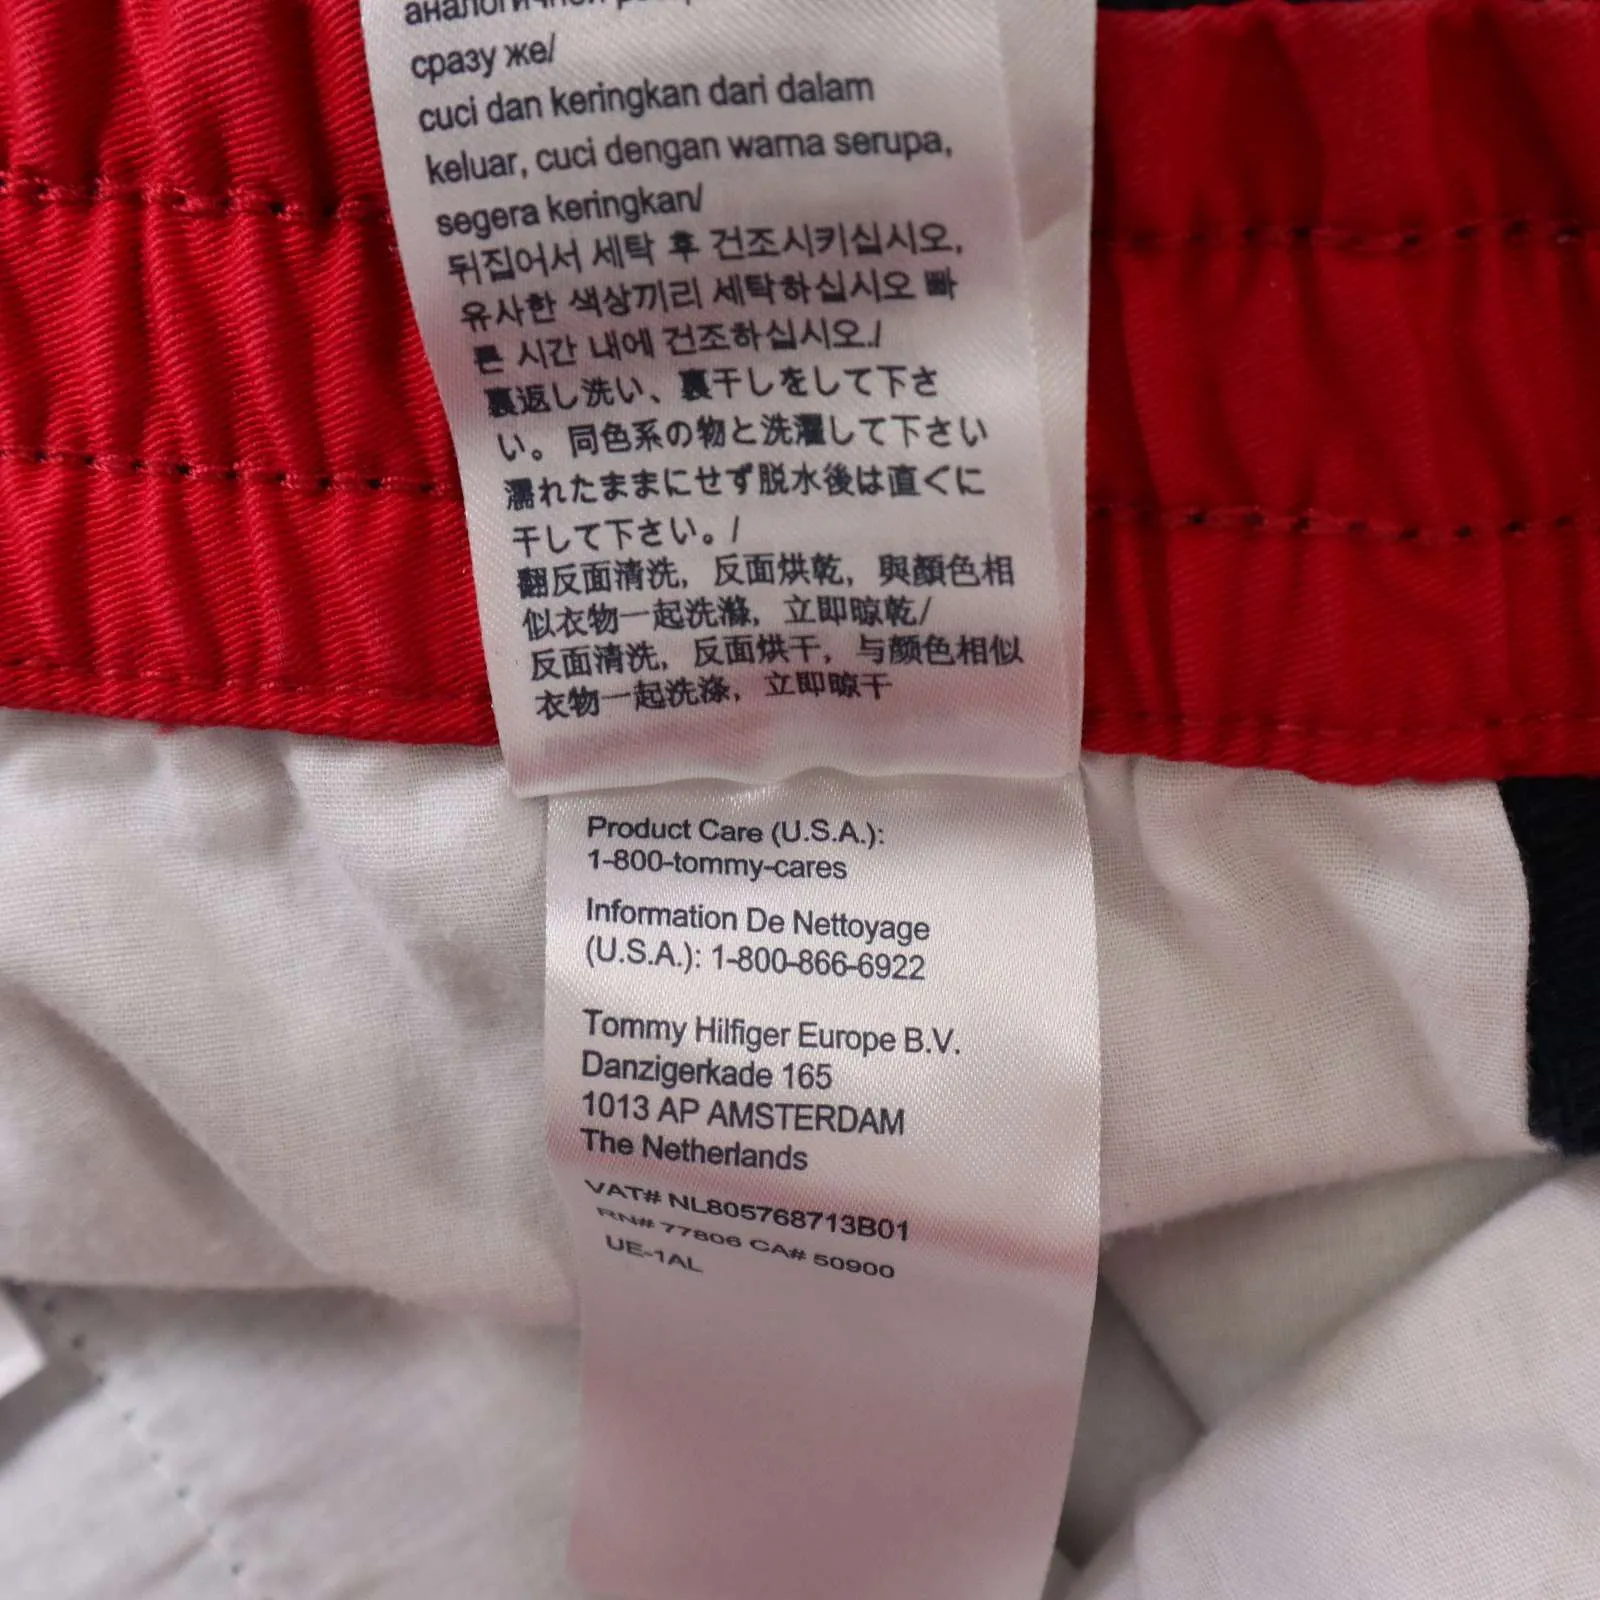 аналогичной
сразу же/
cuci dan keringkan dari dalam
keluar, cuci dengan warna serupa,
segera keringkan/
뒤집어서 세탁 후 건조시키십시오,
유사한 색상끼리 세탁하십시오 빠
른 시간 내에 건조하십시오./
裏返し洗い、裏干しをして下さ
い。同色系の物と洗濯して下さい
濡れたままにせず脱水後は直ぐに
干して下さい。/
翻反面清洗，反面烘乾，與顏色相
似衣物一起洗滌，立即晾乾/
反面清洗，反面烘干，与颜色相似
衣物一起洗涤，立即晾干
Product Care (U.S.A.):
1-800-tommy-cares
Information De Nettoyage
(U.S.A.): 1-800-866-6922
Tommy Hilfiger Europe B.V.
Danzigerkade 165
1013 AP AMSTERDAM
The Netherlands
VAT# NL805768713B01
RN# 77806 CA# 50900
UE-1AL